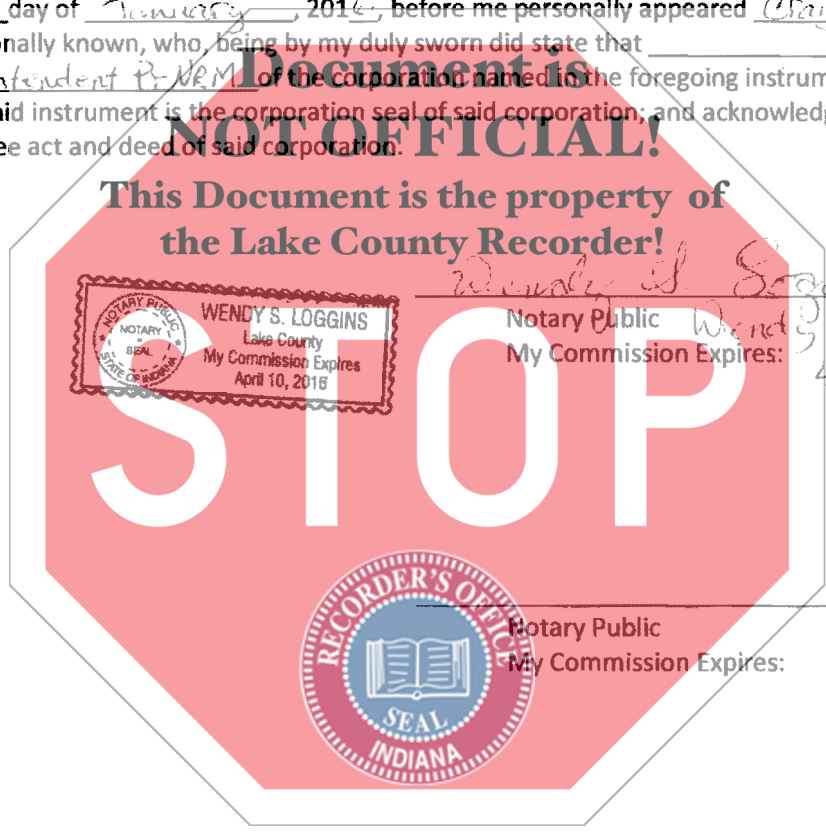 day of January, 2016, before me personally appeared Craig
nally known, who, being by my duly sworn did state that
of the corporation named in the foregoing instrum
id instrument is the corporation seal of said corporation; and acknowledg
ee act and deed of said corporation.
Document is
NOT OFFICIAL!
This Document is the property of
the Lake County Recorder!
NOTARY PUBLIC
NOTARY
SEAL
STATE OF INDIANA
WENDY S. LOGGINS
Lake County
My Commission Expires
April 10, 2016
Notary Public
My Commission Expires:
STOP
RECORDER'S OFFICE
SEAL
INDIANA
Notary Public
My Commission Expires: